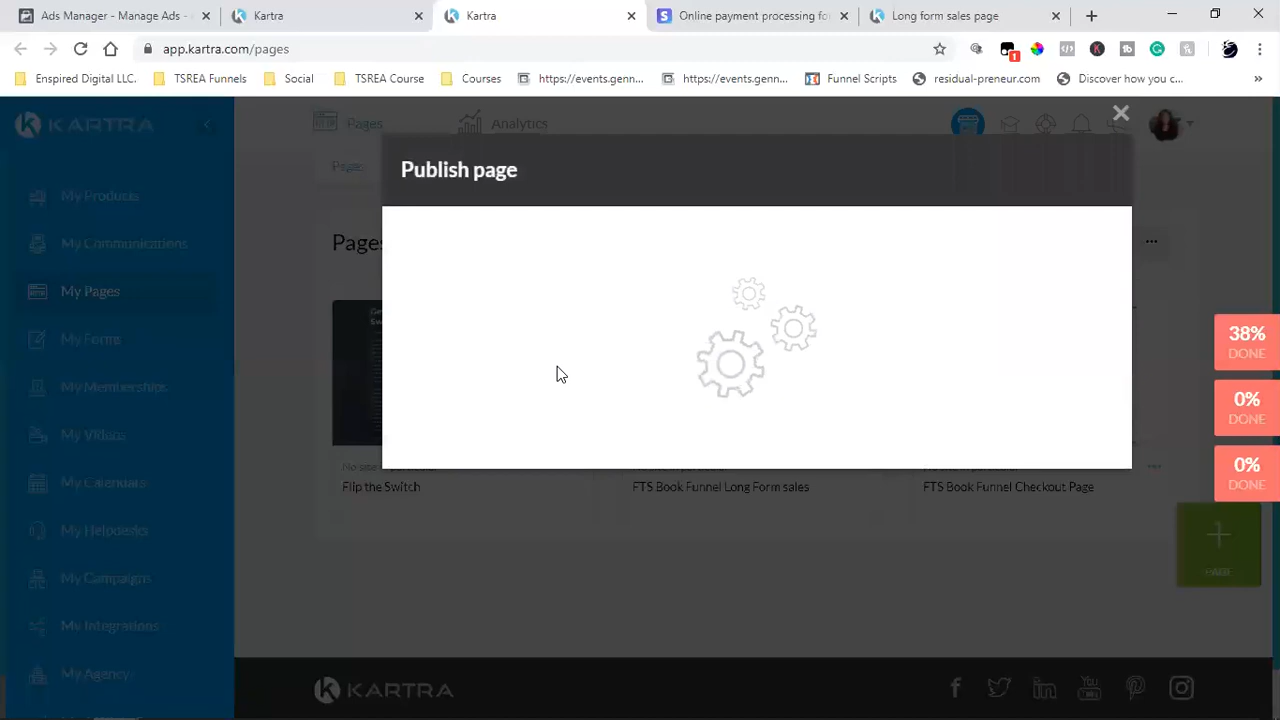 Ads Manager - Manage Ads -
Kartra
Kartra
Online payment processing fo
Long form sales page
app.kartra.com/pages
1
Enspired Digital LLC.
TSREA Funnels
Social
TSREA Course
Courses
https://events.genn...
https://events.genn...
Funnel Scripts
residual-preneur.com
Discover how you c...
»
KARTRA
Pages
Analytics
Publish page
Pages
My Products
My Communications
My Pages
My Forms
My Memberships
My Videos
My Calendars
My Helpdesks
My Campaigns
My Integrations
My Agency
Pages
38%
DONE
0%
DONE
0%
DONE
Flip the Switch
FTS Book Funnel Long Form sales
FTS Book Funnel Checkout Page
PAGE
KARTRA